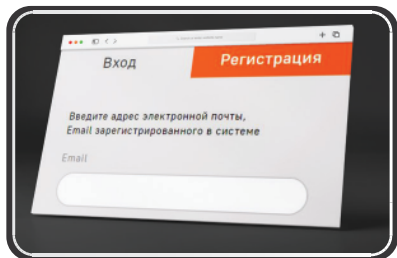 Вход
Регистрация
Введите адрес электронной почты,
Email зарегистрированного в системе
Email